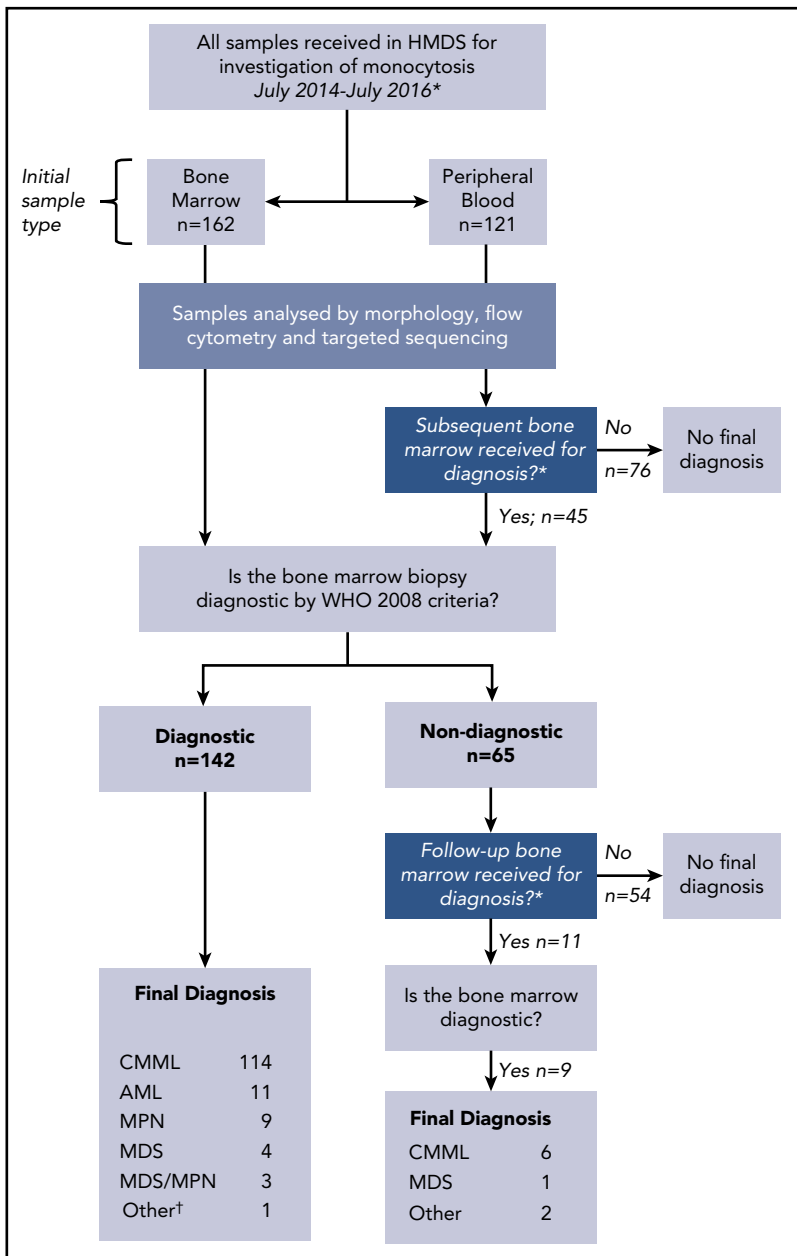 All samples received in HMDS for
investigation of monocytosis
July 2014-July 2016*
Initial
sample
type
Bone
Marrow
n=162
Peripheral
Blood
n=121
Samples analysed by morphology, flow
cytometry and targeted sequencing
Subsequent bone
marrow received for
diagnosis?*
No
n=76
No final
diagnosis
Yes; n=45
Is the bone marrow biopsy
diagnostic by WHO 2008 criteria?
Diagnostic
n=142
Non-diagnostic
n=65
Follow-up bone
marrow received for
diagnosis?*
No
n=54
No final
diagnosis
Yes n=11
Is the bone marrow
diagnostic?
Yes n=9
Final Diagnosis
CMML 114
AML 11
MPN 9
MDS 4
MDS/MPN 3
Other† 1
Final Diagnosis
CMML 6
MDS 1
Other 2